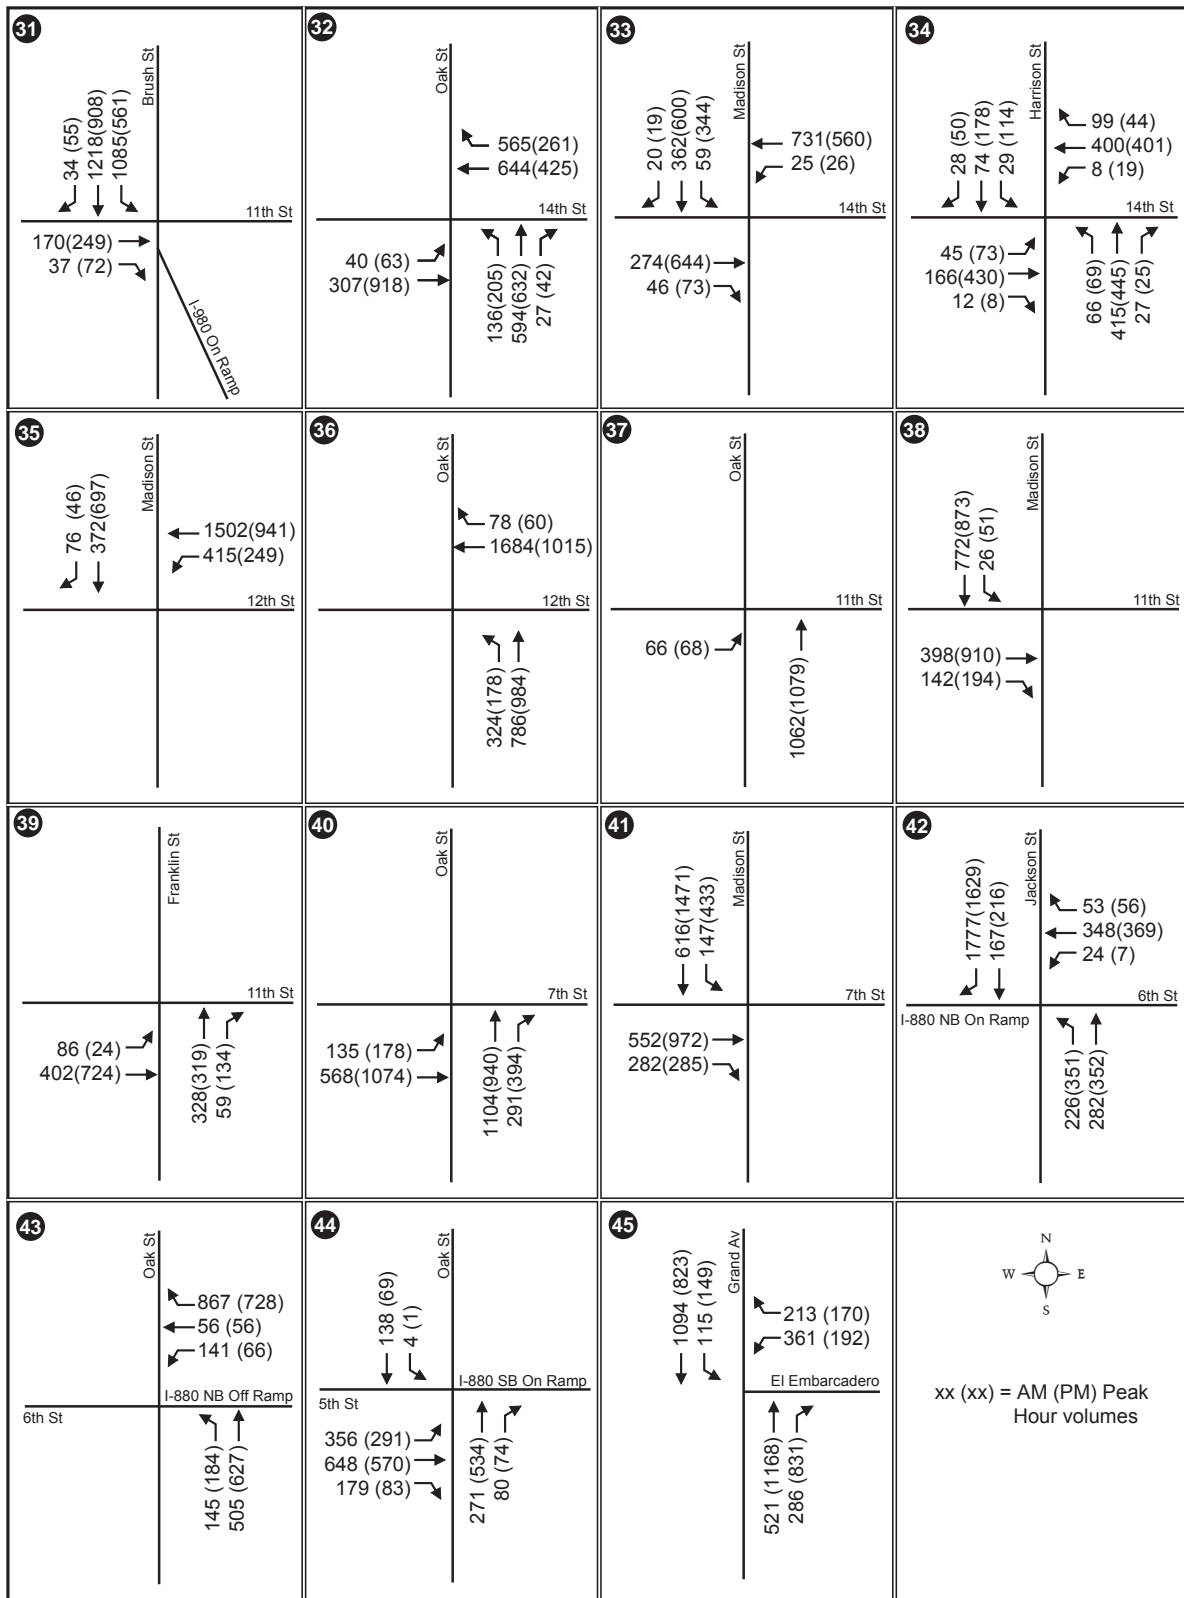 31
Brush St
34 (55)
1218(908)
1085(561)
11th St
170(249)
37 (72)
I-980 On Ramp
32
Oak St
565(261)
644(425)
14th St
40 (63)
307(918)
136(205)
594(632)
27 (42)
33
Madison St
20 (19)
362(600)
59 (344)
731(560)
25 (26)
14th St
274(644)
46 (73)
34
Harrison St
28 (50)
74 (178)
29 (114)
99 (44)
400(401)
8 (19)
14th St
45 (73)
166(430)
12 (8)
66 (69)
415(445)
27 (25)
35
Madison St
76 (46)
372(697)
1502(941)
415(249)
12th St
36
Oak St
78 (60)
1684(1015)
12th St
324(178)
786(984)
37
Oak St
11th St
66 (68)
1062(1079)
38
Madison St
772(873)
26 (51)
11th St
398(910)
142(194)
39
Franklin St
11th St
86 (24)
402(724)
328(319)
59 (134)
40
Oak St
7th St
135 (178)
568(1074)
1104(940)
291(394)
41
Madison St
616(1471)
147(433)
7th St
552(972)
282(285)
42
Jackson St
1777(1629)
167(216)
53 (56)
348(369)
24 (7)
6th St
I-880 NB On Ramp
226(351)
282(352)
43
Oak St
867 (728)
56 (56)
141 (66)
I-880 NB Off Ramp
6th St
145 (184)
505 (627)
44
Oak St
138 (69)
4 (1)
I-880 SB On Ramp
5th St
356 (291)
648 (570)
179 (83)
271 (534)
80 (74)
45
Grand Av
1094 (823)
115 (149)
213 (170)
361 (192)
El Embarcadero
521 (1168)
286 (831)
N
W E
S
xx (xx) = AM (PM) Peak
Hour volumes